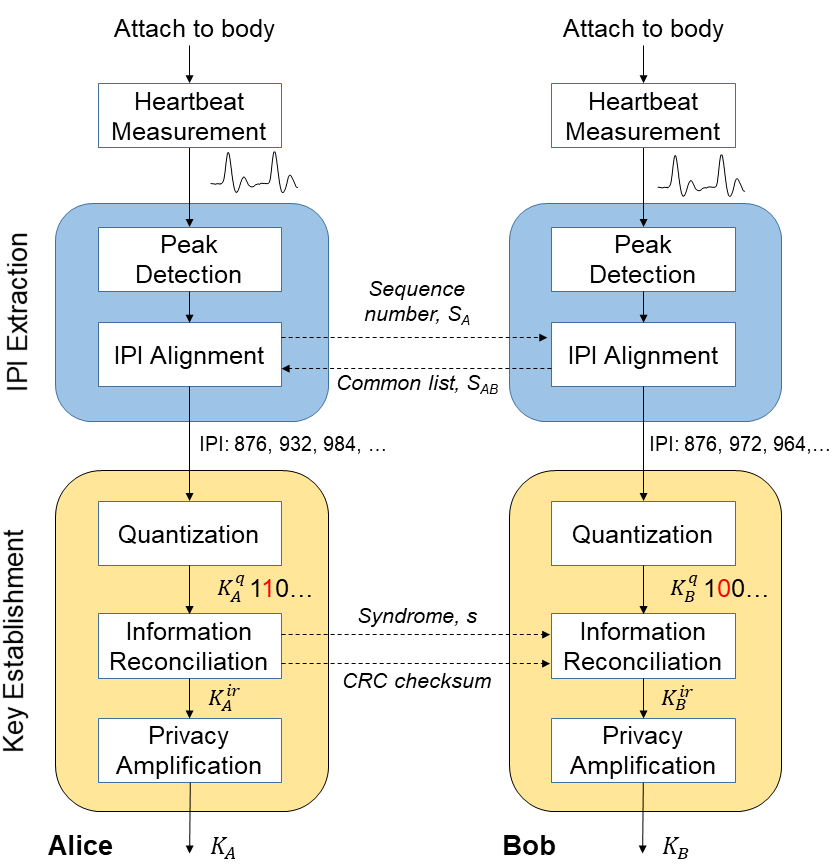 Attach to body
Attach to body
Heartbeat
Measurement
Heartbeat
Measurement
IPI Extraction
Peak
Detection
Peak
Detection
Sequence
number, S_A
IPI Alignment
IPI Alignment
Common list, S_AB
IPI: 876, 932, 984, …
IPI: 876, 972, 964,…
Key Establishment
Quantization
Quantization
K_A^q 110…
K_B^q 100…
Syndrome, s
Information
Reconciliation
Information
Reconciliation
CRC checksum
K_A^ir
K_B^ir
Privacy
Amplification
Privacy
Amplification
Alice
K_A
Bob
K_B